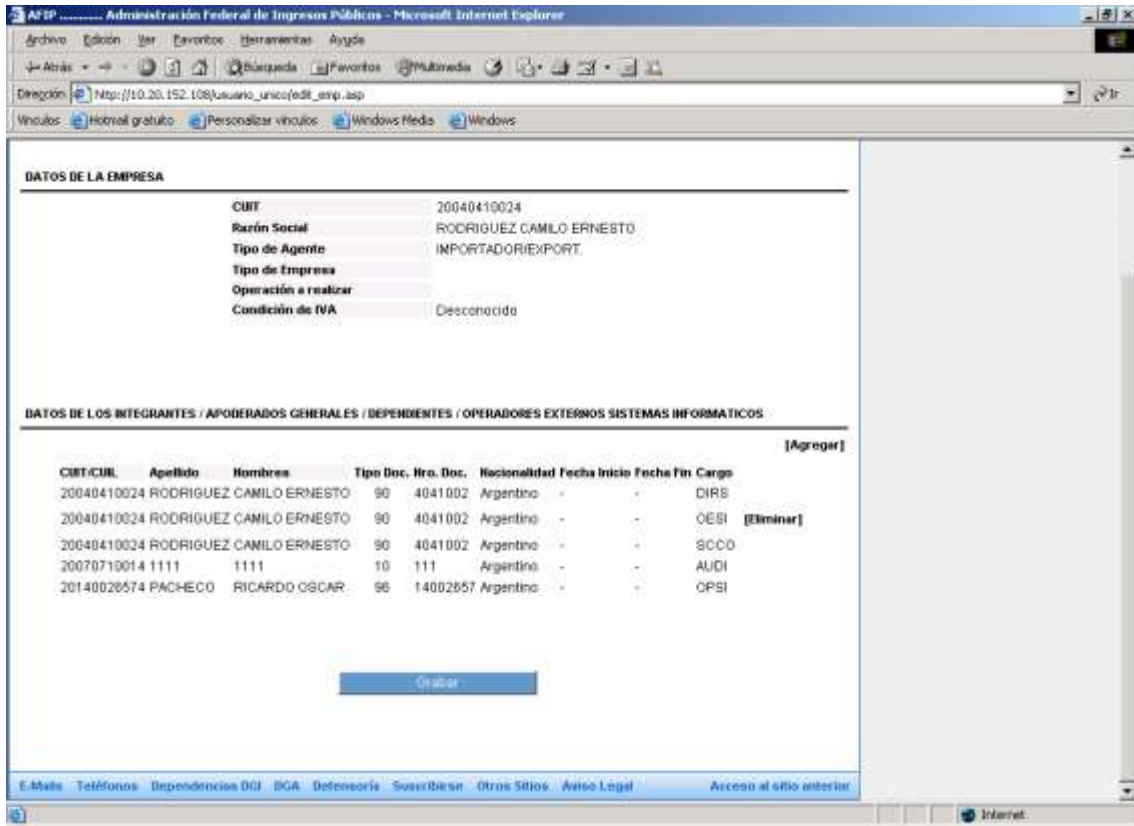 AFIP ........... Administración Federal de Ingresos Públicos - Microsoft Internet Explorer
Archivo Edición Ver Favoritos Herramientas Ayuda
Atrás Búsqueda Favoritos Multimedia
Dirección http://10.20.152.108/usuario_unico/edit_emp.asp Ir
Vínculos Hotmail gratuito Personalizar vínculos Windows Media Windows
DATOS DE LA EMPRESA
CUIT 20040410024
Razón Social RODRIGUEZ CAMILO ERNESTO
Tipo de Agente IMPORTADOR/EXPORT.
Tipo de Empresa
Operación a realizar
Condición de IVA Desconocido
DATOS DE LOS INTEGRANTES / APODERADOS GENERALES / DEPENDIENTES / OPERADORES EXTERNOS SISTEMAS INFORMATICOS
[Agregar]
CUIT/CUIL Apellido Nombres Tipo Doc. Nro. Doc. Nacionalidad Fecha Inicio Fecha Fin Cargo
20040410024 RODRIGUEZ CAMILO ERNESTO 90 4041002 Argentino - - DIRS
20040410024 RODRIGUEZ CAMILO ERNESTO 90 4041002 Argentino - - OESI [Eliminar]
20040410024 RODRIGUEZ CAMILO ERNESTO 90 4041002 Argentino - - SCCO
20070710014 1111 1111 10 111 Argentino - - AUDI
20140026574 PACHECO RICARDO OSCAR 96 14002657 Argentino - - OPSI
Grabar
E-Mails Teléfonos Dependencias DGI DGA Defensoría Suscribirse Otros Sitios Aviso Legal Acceso al sitio anterior
Internet